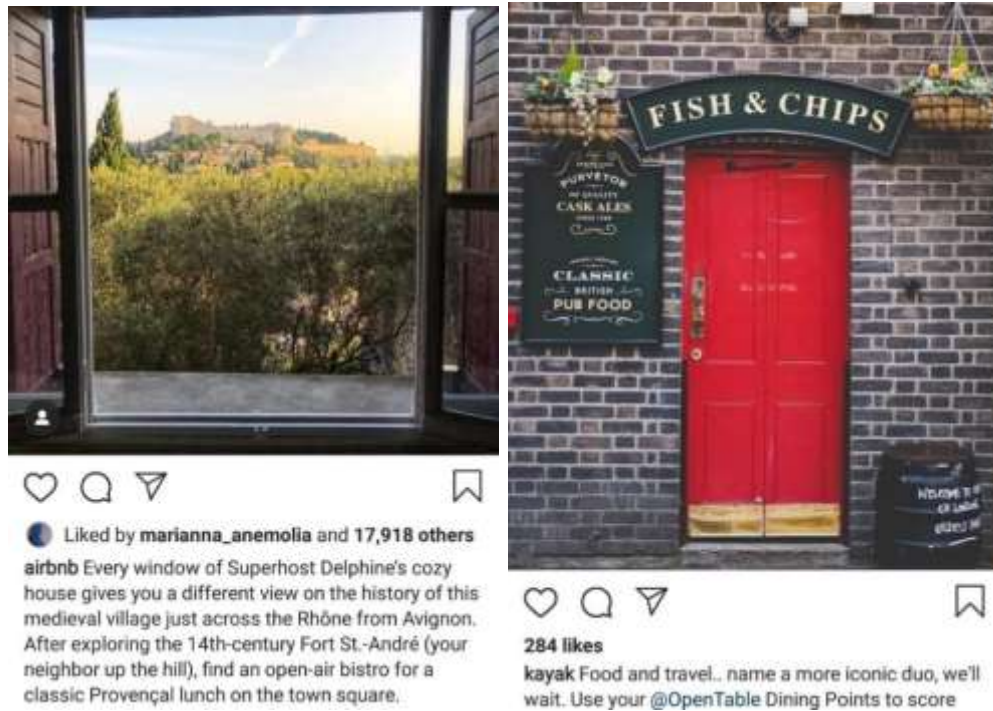 Liked by marianna_anemolia and 17,918 others
airbnb Every window of Superhost Delphine's cozy
house gives you a different view on the history of this
medieval village just across the Rhône from Avignon.
After exploring the 14th-century Fort St.-André (your
neighbor up the hill), find an open-air bistro for a
classic Provençal lunch on the town square.
FISH & CHIPS
PURVEYOR
OF QUALITY
CASK ALES
CLASSIC
BRITISH
PUB FOOD
WELCOME TO
284 likes
kayak Food and travel.. name a more iconic duo, we'll
wait. Use your @OpenTable Dining Points to score